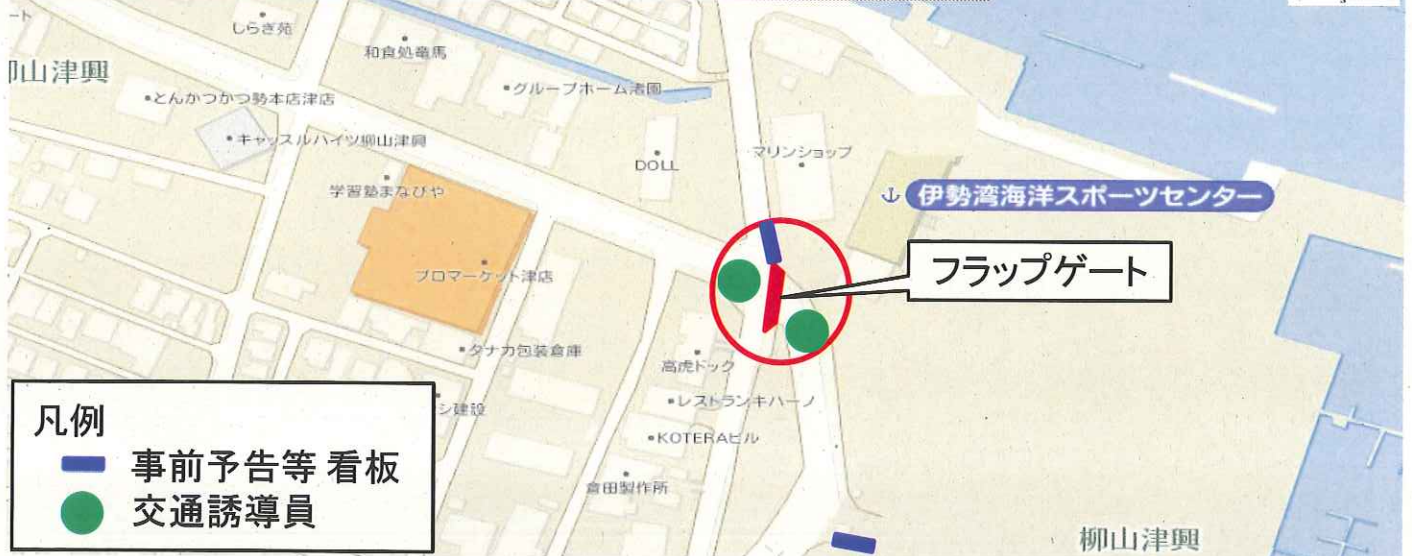 しらぎ苑
和食処竜馬
柳山津興
•グループホーム渚園
•とんかつかつ勢本店津店
•キャッスルハイツ柳山津興
DOLL
マリンショップ
学習塾まなびや
伊勢湾海洋スポーツセンター
フラップゲート
プロマーケット津店
•タナカ包装倉庫
高虎ドック
•レストランキハーノ
シ建設
•KOTERAビル
倉田製作所
凡例
事前予告等 看板
交通誘導員
柳山津興